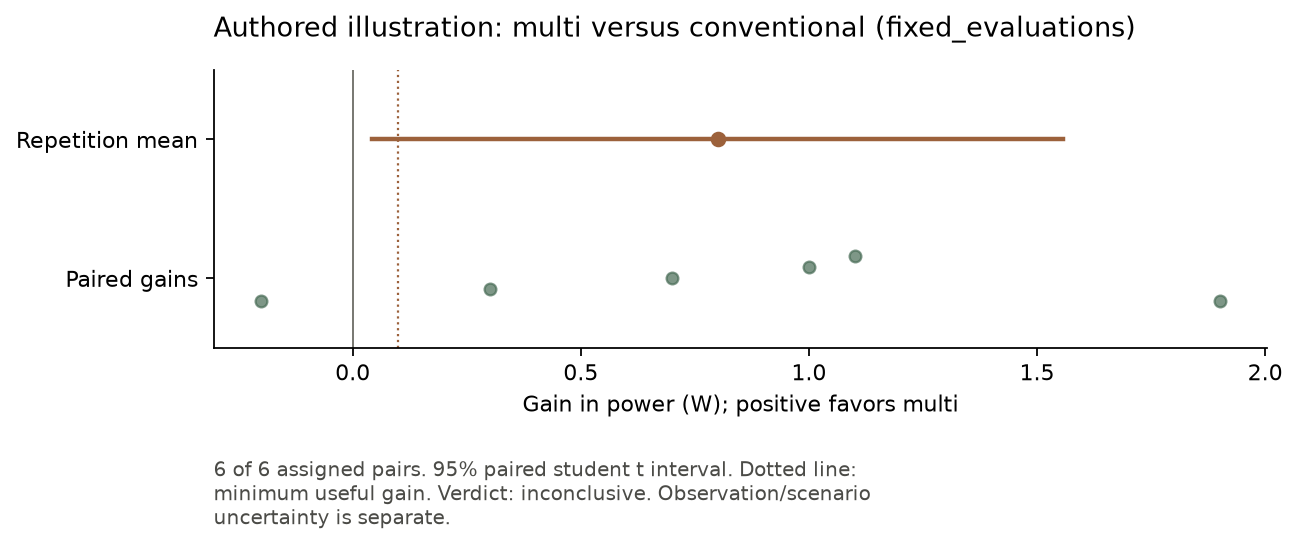 Authored illustration: multi versus conventional (fixed_evaluations)
Repetition mean
Paired gains
0.0 0.5 1.0 1.5 2.0
Gain in power (W); positive favors multi
6 of 6 assigned pairs. 95% paired student t interval. Dotted line:
minimum useful gain. Verdict: inconclusive. Observation/scenario
uncertainty is separate.